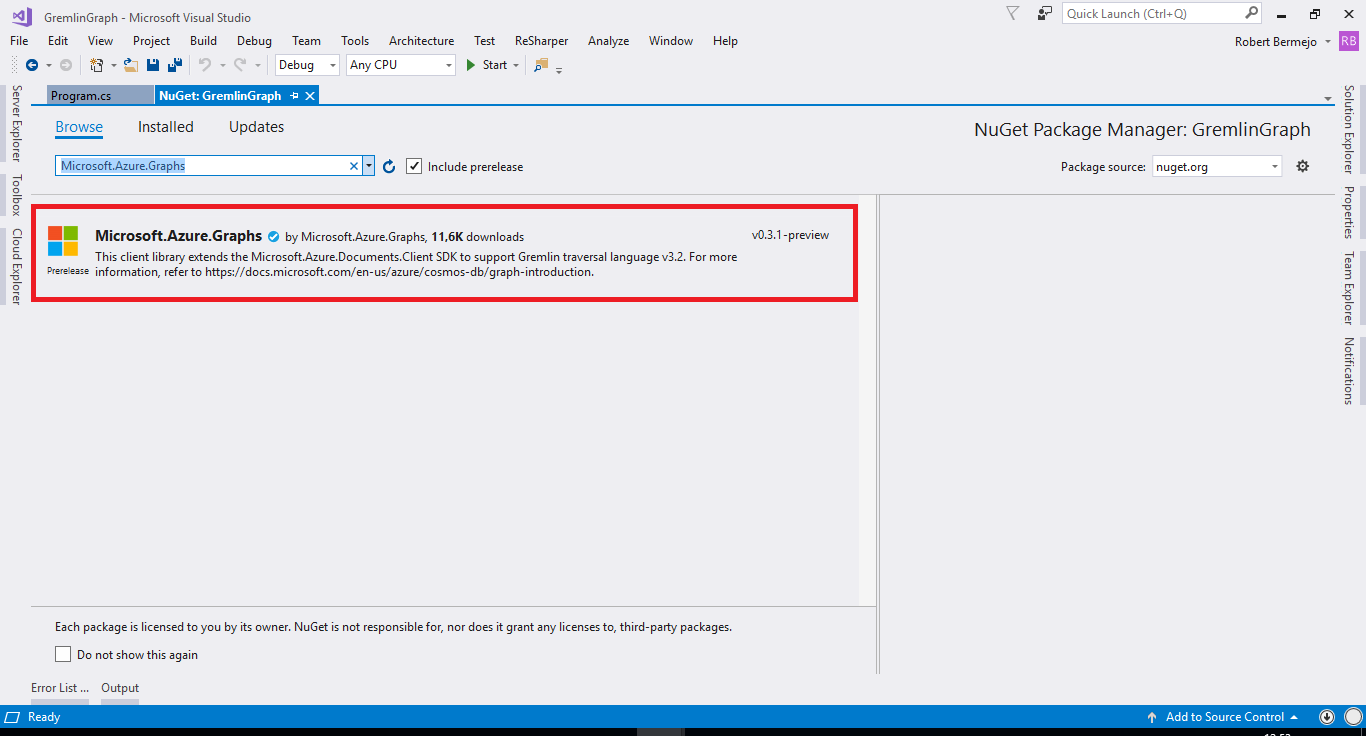 GremlinGraph - Microsoft Visual Studio
Quick Launch (Ctrl+Q)
File Edit View Project Build Debug Team Tools Architecture Test ReSharper Analyze Window Help
Robert Bermejo RB
Debug Any CPU Start
Program.cs NuGet: GremlinGraph
Server Explorer
Toolbox
Cloud Explorer
Browse Installed Updates
NuGet Package Manager: GremlinGraph
Microsoft.Azure.Graphs
Include prerelease
Package source: nuget.org
Microsoft.Azure.Graphs by Microsoft.Azure.Graphs, 11,6K downloads
v0.3.1-preview
This client library extends the Microsoft.Azure.Documents.Client SDK to support Gremlin traversal language v3.2. For more
Prerelease
information, refer to https://docs.microsoft.com/en-us/azure/cosmos-db/graph-introduction.
Solution Explorer
Properties
Team Explorer
Notifications
Each package is licensed to you by its owner. NuGet is not responsible for, nor does it grant any licenses to, third-party packages.
Do not show this again
Error List ... Output
Ready
Add to Source Control